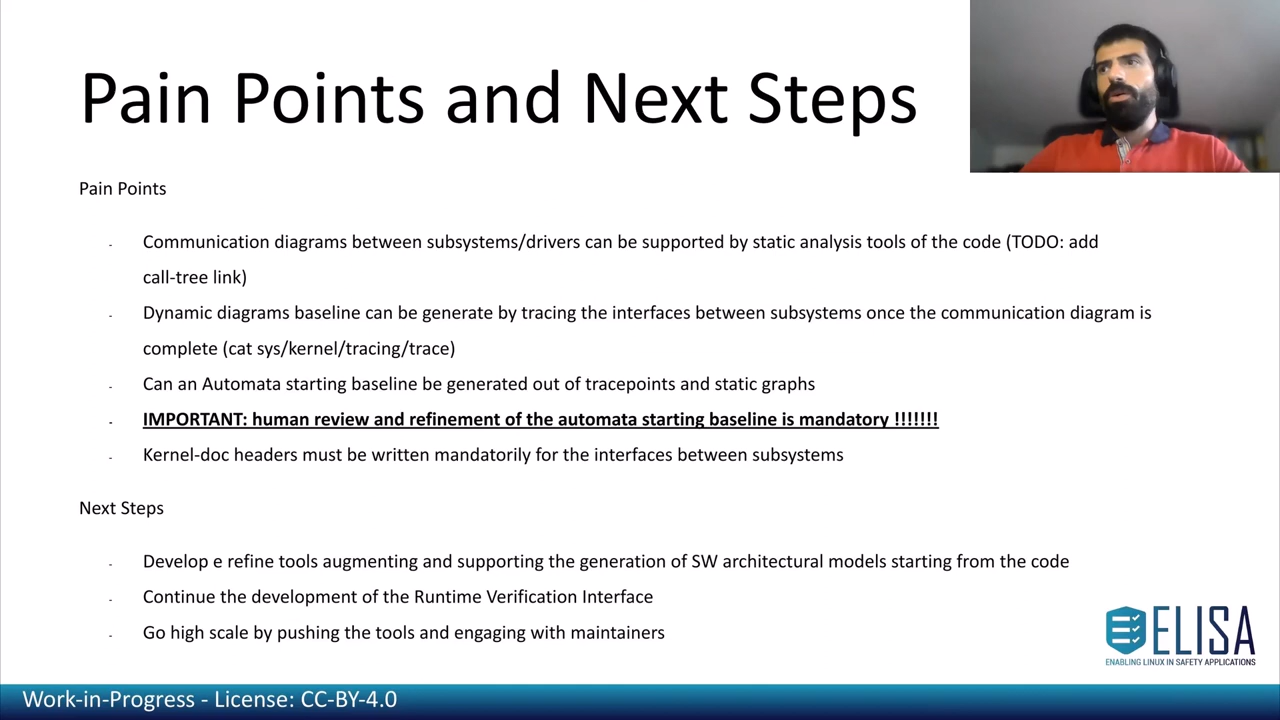 Pain Points and Next Steps
Pain Points
- Communication diagrams between subsystems/drivers can be supported by static analysis tools of the code (TODO: add
call-tree link)
- Dynamic diagrams baseline can be generate by tracing the interfaces between subsystems once the communication diagram is
complete (cat sys/kernel/tracing/trace)
- Can an Automata starting baseline be generated out of tracepoints and static graphs
- IMPORTANT: human review and refinement of the automata starting baseline is mandatory !!!!!!!
- Kernel-doc headers must be written mandatorily for the interfaces between subsystems
Next Steps
- Develop e refine tools augmenting and supporting the generation of SW architectural models starting from the code
- Continue the development of the Runtime Verification Interface
- Go high scale by pushing the tools and engaging with maintainers
ELISA
ENABLING LINUX IN SAFETY APPLICATIONS
Work-in-Progress - License: CC-BY-4.0